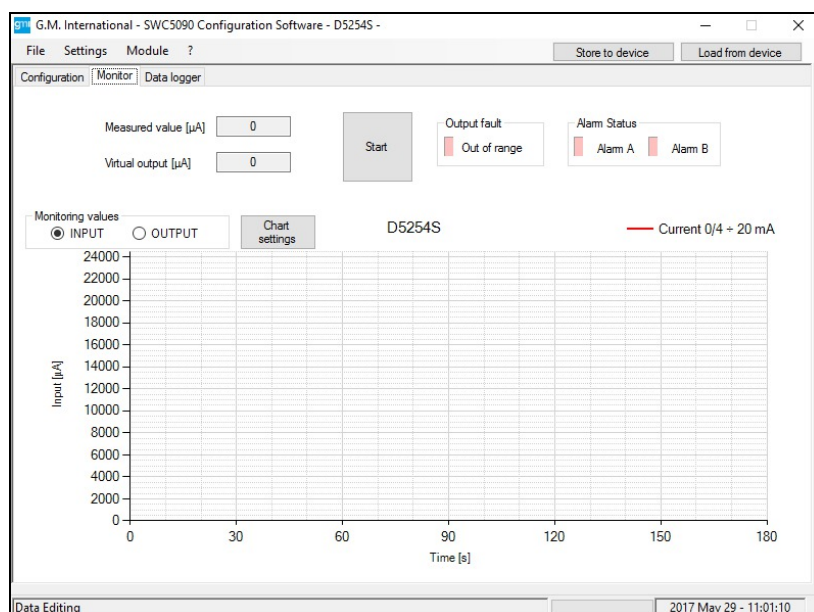 gmi G.M. International - SWC5090 Configuration Software - D5254S -
File Settings Module ? Store to device Load from device
Configuration Monitor Data logger
Measured value [µA] 0
Virtual output [µA] 0
Start
Output fault
Out of range
Alarm Status
Alarm A Alarm B
Monitoring values
INPUT OUTPUT
Chart
settings
D5254S
Current 0/4 ÷ 20 mA
24000
22000
20000
18000
16000
14000
12000
10000
8000
6000
4000
2000
0
Input [µA]
0 30 60 90 120 150 180
Time [s]
Data Editing 2017 May 29 - 11:01:10